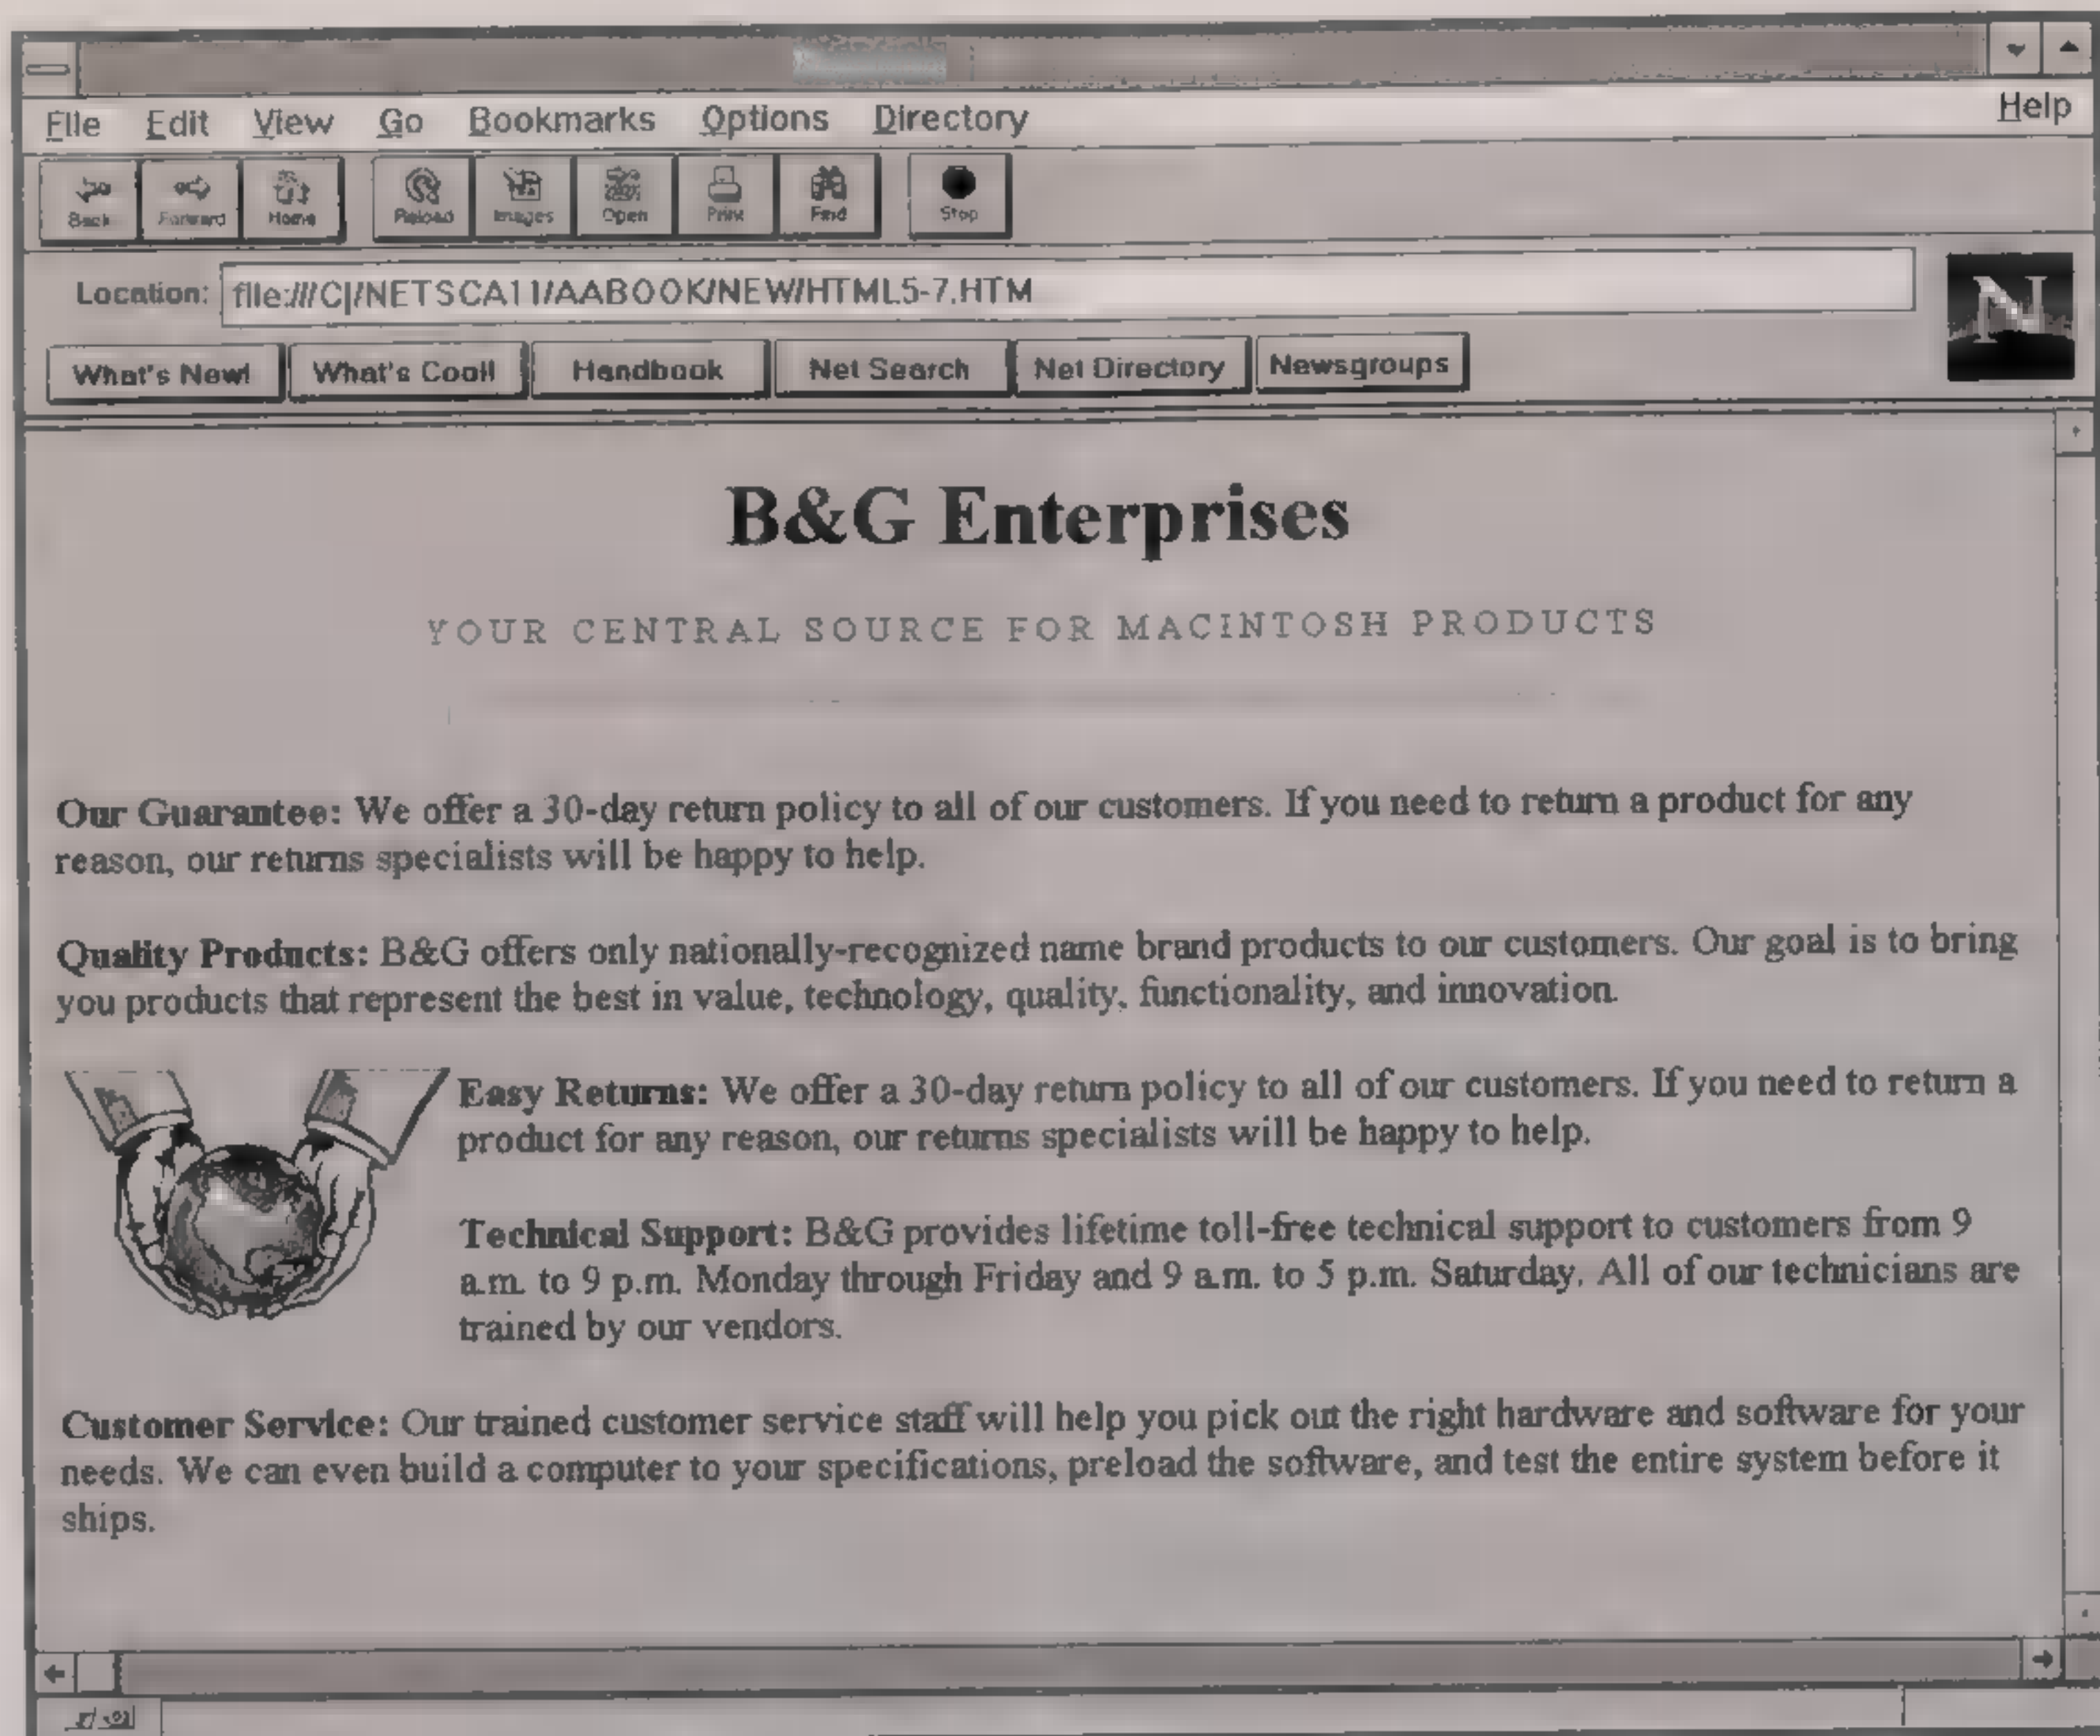 File Edit View Go Bookmarks Options Directory Help
Back Forward Home Reload Images Open Print Find Stop
Location: file:///C|/NETSCA11/AABOOK/NEW/HTML5-7.HTM
N
What's New! What's Cool! Handbook Net Search Net Directory Newsgroups
B&G Enterprises
YOUR CENTRAL SOURCE FOR MACINTOSH PRODUCTS
Our Guarantee: We offer a 30-day return policy to all of our customers. If you need to return a product for any
reason, our returns specialists will be happy to help.
Quality Products: B&G offers only nationally-recognized name brand products to our customers. Our goal is to bring
you products that represent the best in value, technology, quality, functionality, and innovation.
Easy Returns: We offer a 30-day return policy to all of our customers. If you need to return a
product for any reason, our returns specialists will be happy to help.
Technical Support: B&G provides lifetime toll-free technical support to customers from 9
a.m. to 9 p.m. Monday through Friday and 9 a.m. to 5 p.m. Saturday. All of our technicians are
trained by our vendors.
Customer Service: Our trained customer service staff will help you pick out the right hardware and software for your
needs. We can even build a computer to your specifications, preload the software, and test the entire system before it
ships.